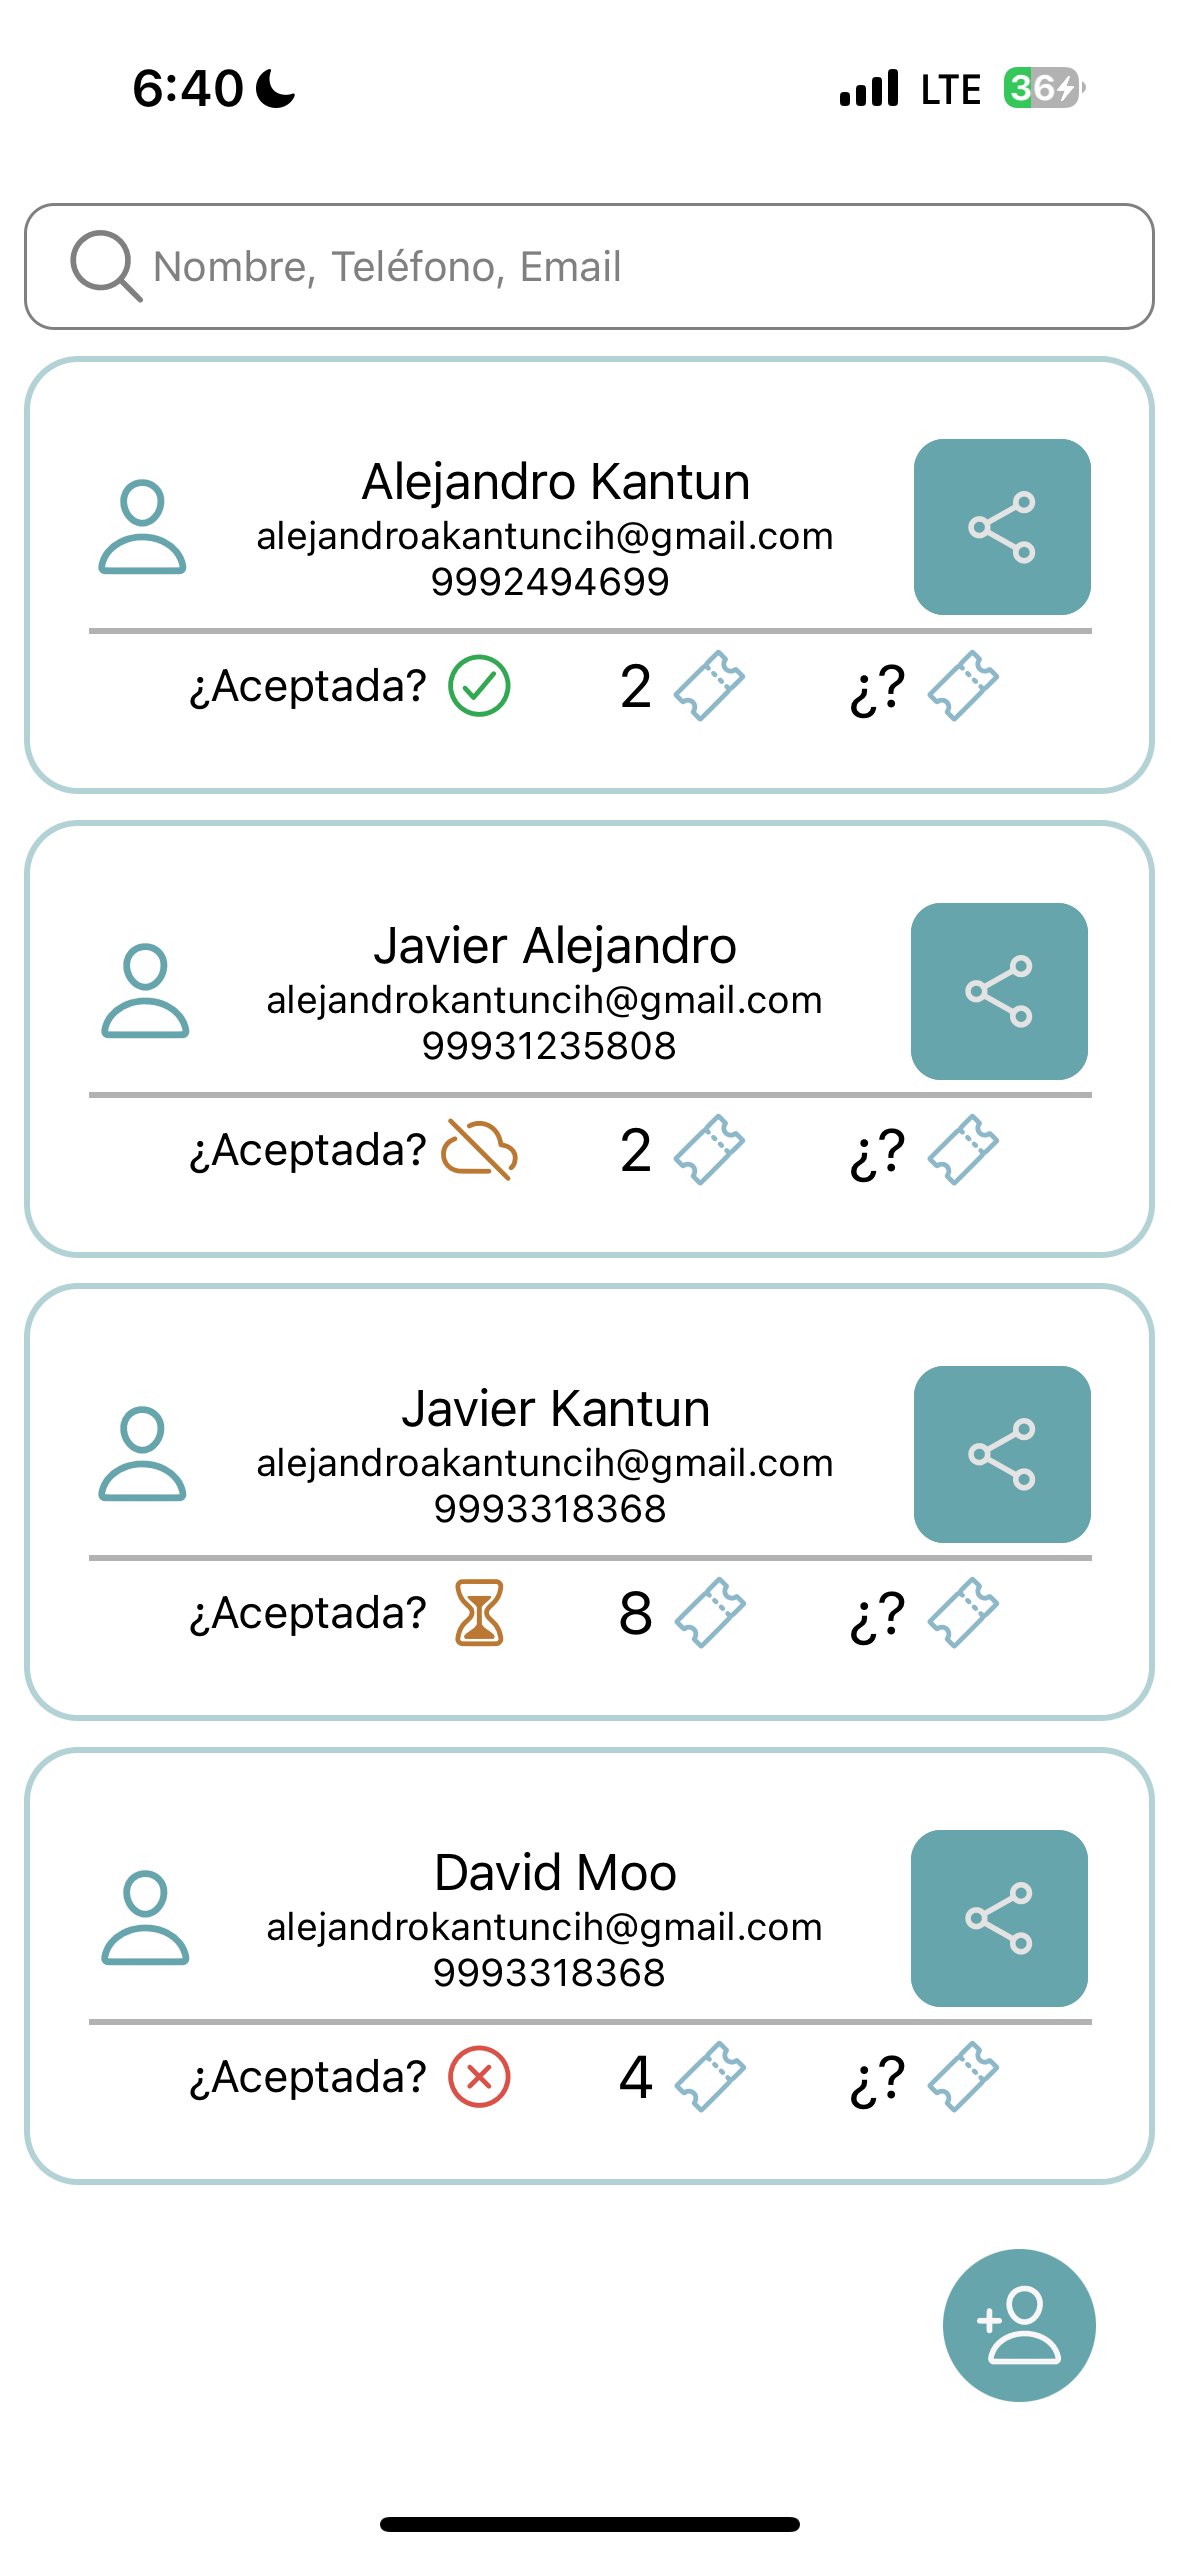 6:40 LTE 36
Nombre, Teléfono, Email
Alejandro Kantun
alejandroakantuncih@gmail.com
9992494699
¿Aceptada? 2 ¿?
Javier Alejandro
alejandrokantuncih@gmail.com
99931235808
¿Aceptada? 2 ¿?
Javier Kantun
alejandroakantuncih@gmail.com
9993318368
¿Aceptada? 8 ¿?
David Moo
alejandrokantuncih@gmail.com
9993318368
¿Aceptada? 4 ¿?